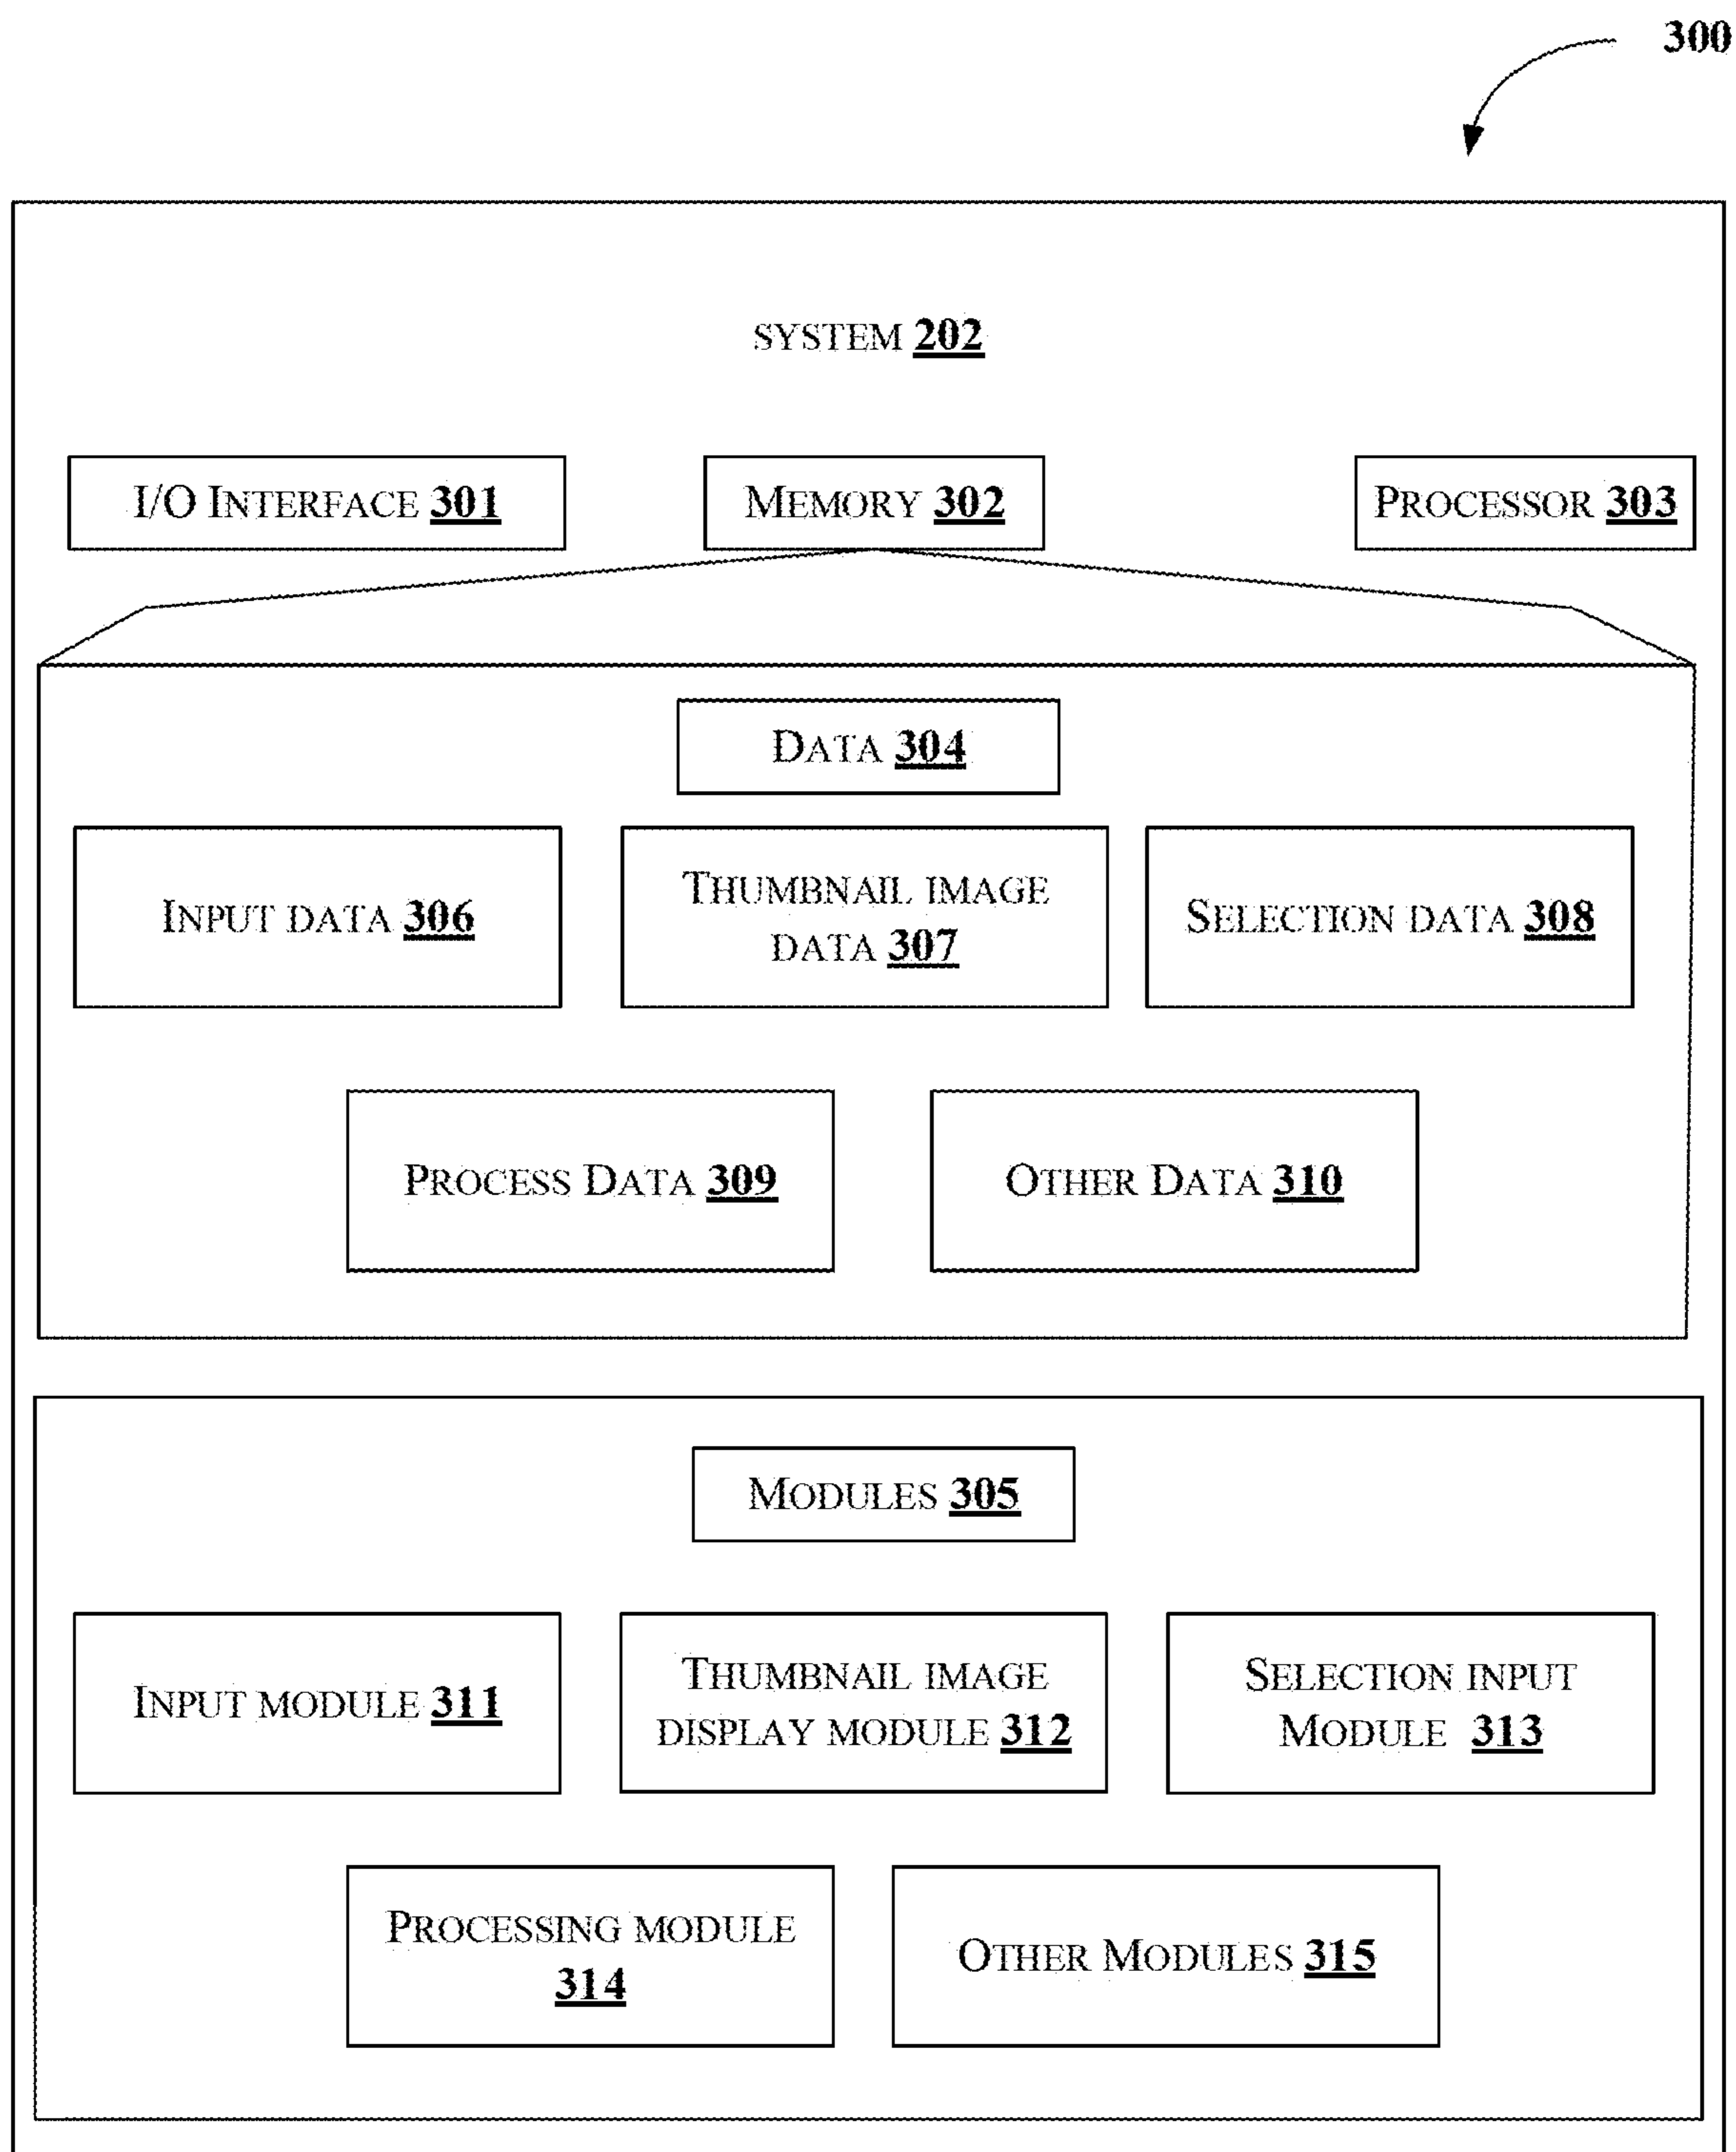 300
SYSTEM 202
I/O INTERFACE 301
MEMORY 302
PROCESSOR 303
DATA 304
INPUT DATA 306
THUMBNAIL IMAGE
DATA 307
SELECTION DATA 308
PROCESS DATA 309
OTHER DATA 310
MODULES 305
INPUT MODULE 311
THUMBNAIL IMAGE
DISPLAY MODULE 312
SELECTION INPUT
MODULE 313
PROCESSING MODULE
314
OTHER MODULES 315